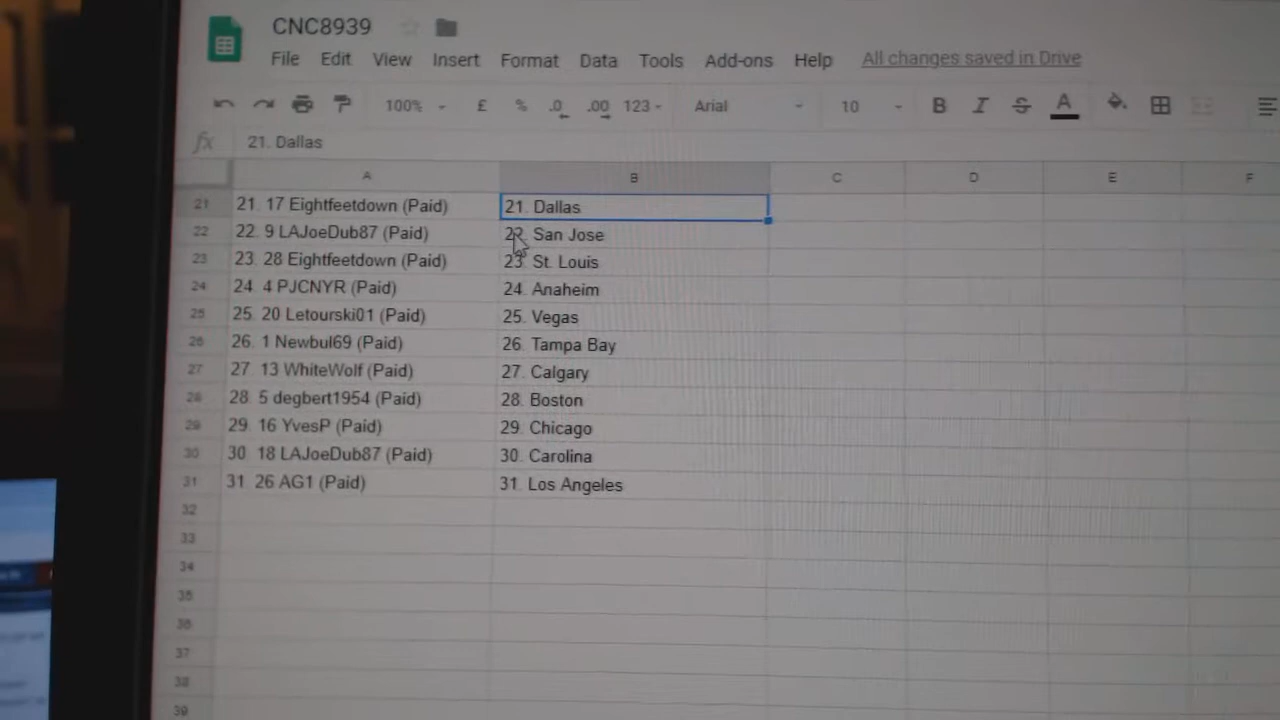 CNC8939
File Edit View Insert Format Data Tools Add-ons Help All changes saved in Drive
100% £ % .0 .00 123 Arial 10 B I S A
fx 21. Dallas
A B C D E F
21 21. 17 Eightfeetdown (Paid) 21. Dallas
22 22. 9 LAJoeDub87 (Paid) 22. San Jose
23 23. 28 Eightfeetdown (Paid) 23. St. Louis
24 24. 4 PJCNYR (Paid) 24. Anaheim
25 25. 20 Letourski01 (Paid) 25. Vegas
26 26. 1 Newbul69 (Paid) 26. Tampa Bay
27 27. 13 WhiteWolf (Paid) 27. Calgary
28 28. 5 degbert1954 (Paid) 28. Boston
29 29. 16 YvesP (Paid) 29. Chicago
30 30. 18 LAJoeDub87 (Paid) 30. Carolina
31 31. 26 AG1 (Paid) 31. Los Angeles
32
33
34
35
36
37
38
39